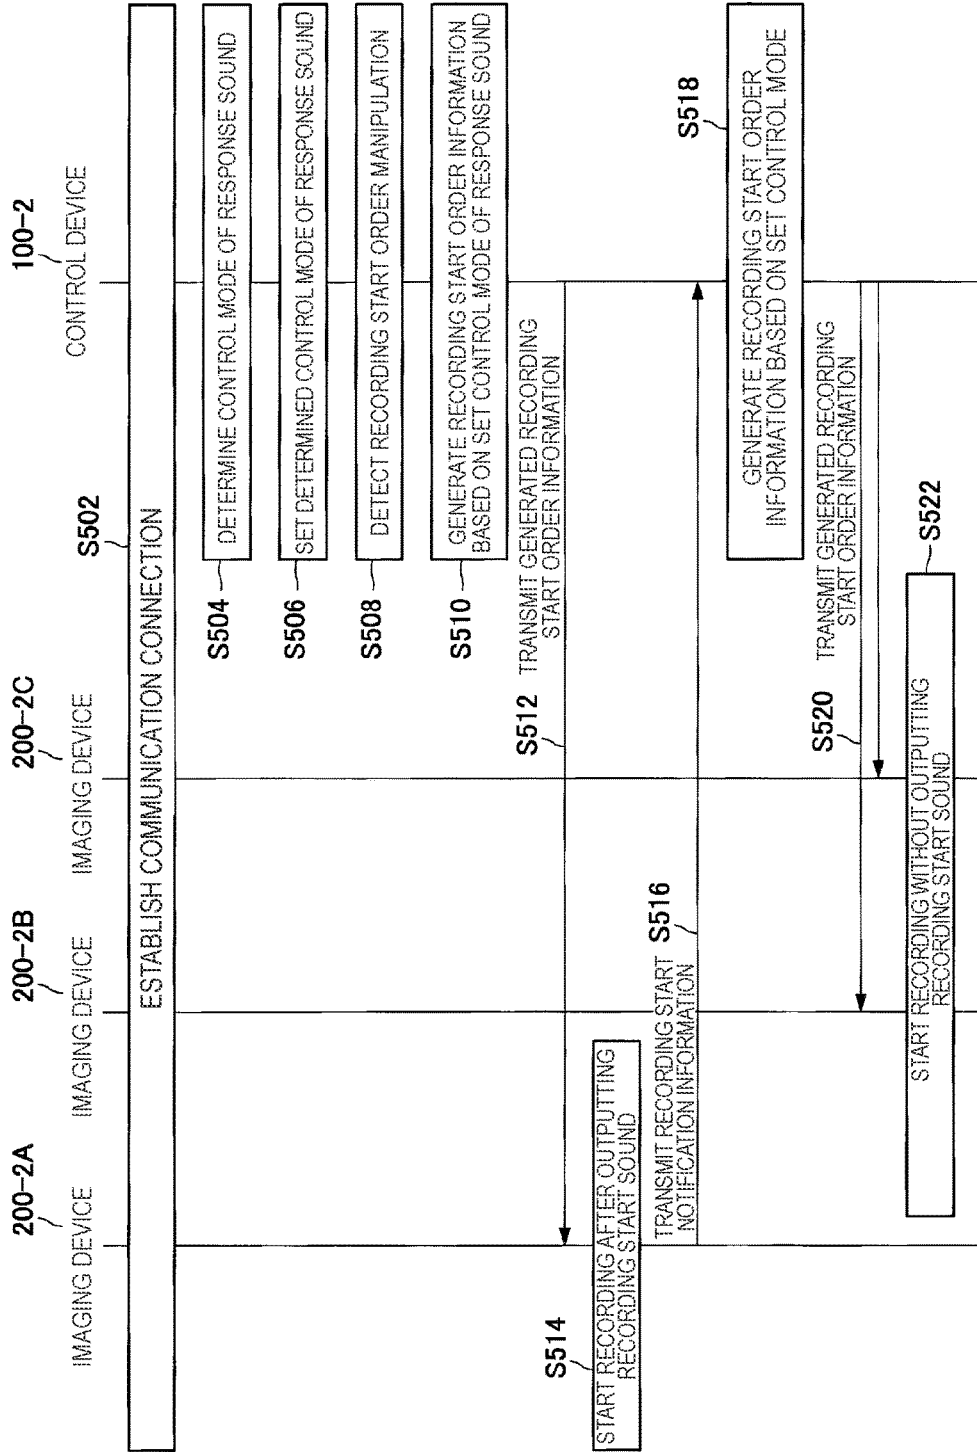 200-2A
IMAGING DEVICE
200-2B
IMAGING DEVICE
200-2C
IMAGING DEVICE
100-2
CONTROL DEVICE
S502
ESTABLISH COMMUNICATION CONNECTION
S504
DETERMINE CONTROL MODE OF RESPONSE SOUND
S506
SET DETERMINED CONTROL MODE OF RESPONSE SOUND
S508
DETECT RECORDING START ORDER MANIPULATION
S510
GENERATE RECORDING START ORDER INFORMATION
BASED ON SET CONTROL MODE OF RESPONSE SOUND
S512
TRANSMIT GENERATED RECORDING
START ORDER INFORMATION
S514
START RECORDING AFTER OUTPUTTING
RECORDING START SOUND
TRANSMIT RECORDING START
NOTIFICATION INFORMATION
S516
S518
GENERATE RECORDING START ORDER
INFORMATION BASED ON SET CONTROL MODE
S520
TRANSMIT GENERATED RECORDING
START ORDER INFORMATION
START RECORDING WITHOUT OUTPUTTING
RECORDING START SOUND
S522